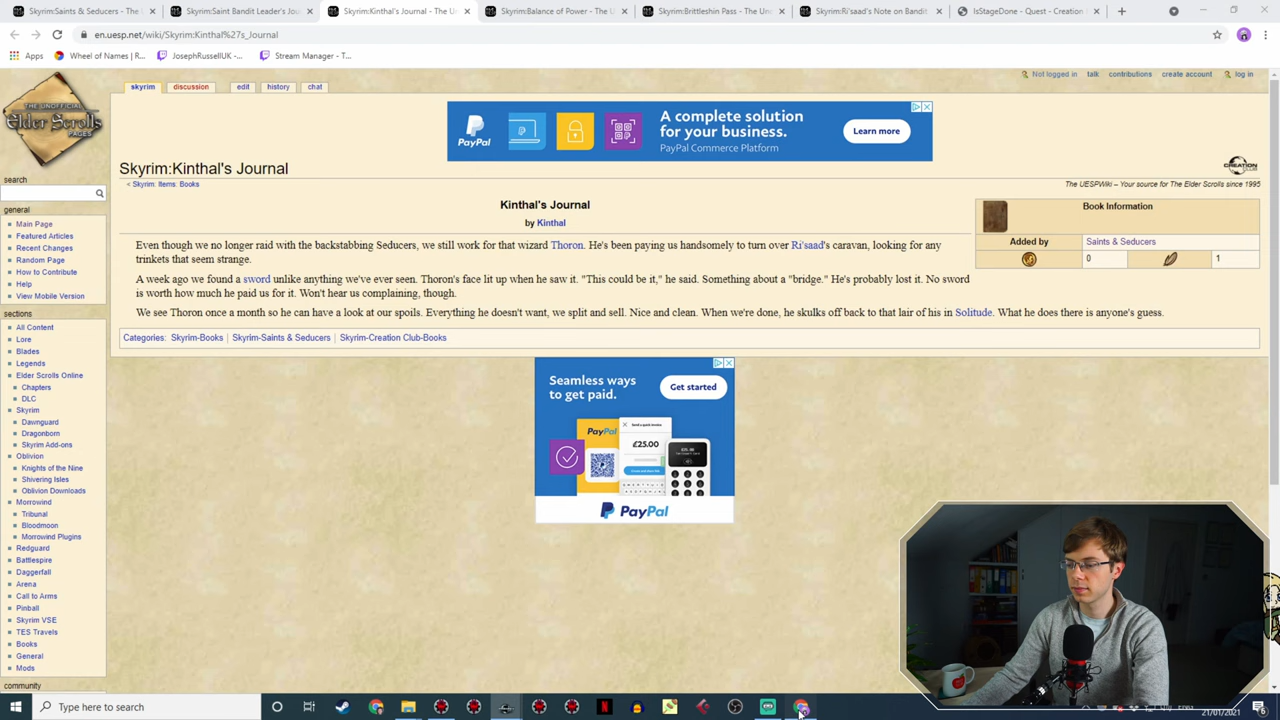 Skyrim:Saints & Seducers - The
Skyrim:Saint Bandit Leader's Jou
Skyrim:Kinthal's Journal - The U
Skyrim:Balance of Power - The U
Skyrim:Brittleshin Pass - The Un
Skyrim:Ri'saad's Note on Bandit
IsStageDone - Quest - Creation
en.uesp.net/wiki/Skyrim:Kinthal%27s_Journal
Apps
Wheel of Names | R...
JosephRussellUK -...
Stream Manager - T...
THE UNOFFICIAL
Elder Scrolls
PAGES
skyrim
discussion
edit
history
chat
Not logged in
talk
contributions
create account
log in
PayPal
A complete solution
for your business.
PayPal Commerce Platform
Learn more
Skyrim:Kinthal's Journal
CREATION
CLUB
< Skyrim: Items: Books
The UESPWiki – Your source for The Elder Scrolls since 1995
Kinthal's Journal
by Kinthal
Book Information
Added by
Saints & Seducers
0
1
Even though we no longer raid with the backstabbing Seducers, we still work for that wizard Thoron. He's been paying us handsomely to turn over Ri'saad's caravan, looking for any
trinkets that seem strange.
A week ago we found a sword unlike anything we've ever seen. Thoron's face lit up when he saw it. "This could be it," he said. Something about a "bridge." He's probably lost it. No sword
is worth how much he paid us for it. Won't hear us complaining, though.
We see Thoron once a month so he can have a look at our spoils. Everything he doesn't want, we split and sell. Nice and clean. When we're done, he skulks off back to that lair of his in Solitude. What he does there is anyone's guess.
Categories: Skyrim-Books | Skyrim-Saints & Seducers | Skyrim-Creation Club-Books
search
general
Main Page
Featured Articles
Recent Changes
Random Page
How to Contribute
Help
View Mobile Version
sections
All Content
Lore
Blades
Legends
Elder Scrolls Online
Chapters
DLC
Skyrim
Dawnguard
Dragonborn
Skyrim Add-ons
Oblivion
Knights of the Nine
Shivering Isles
Oblivion Downloads
Morrowind
Tribunal
Bloodmoon
Morrowind Plugins
Redguard
Battlespire
Daggerfall
Arena
Call to Arms
Pinball
Skyrim VSE
TES Travels
Books
General
Mods
community
Seamless ways
to get paid.
Get started
PayPal
£25.00
PayPal
Type here to search
ENG
21/01/2021
6